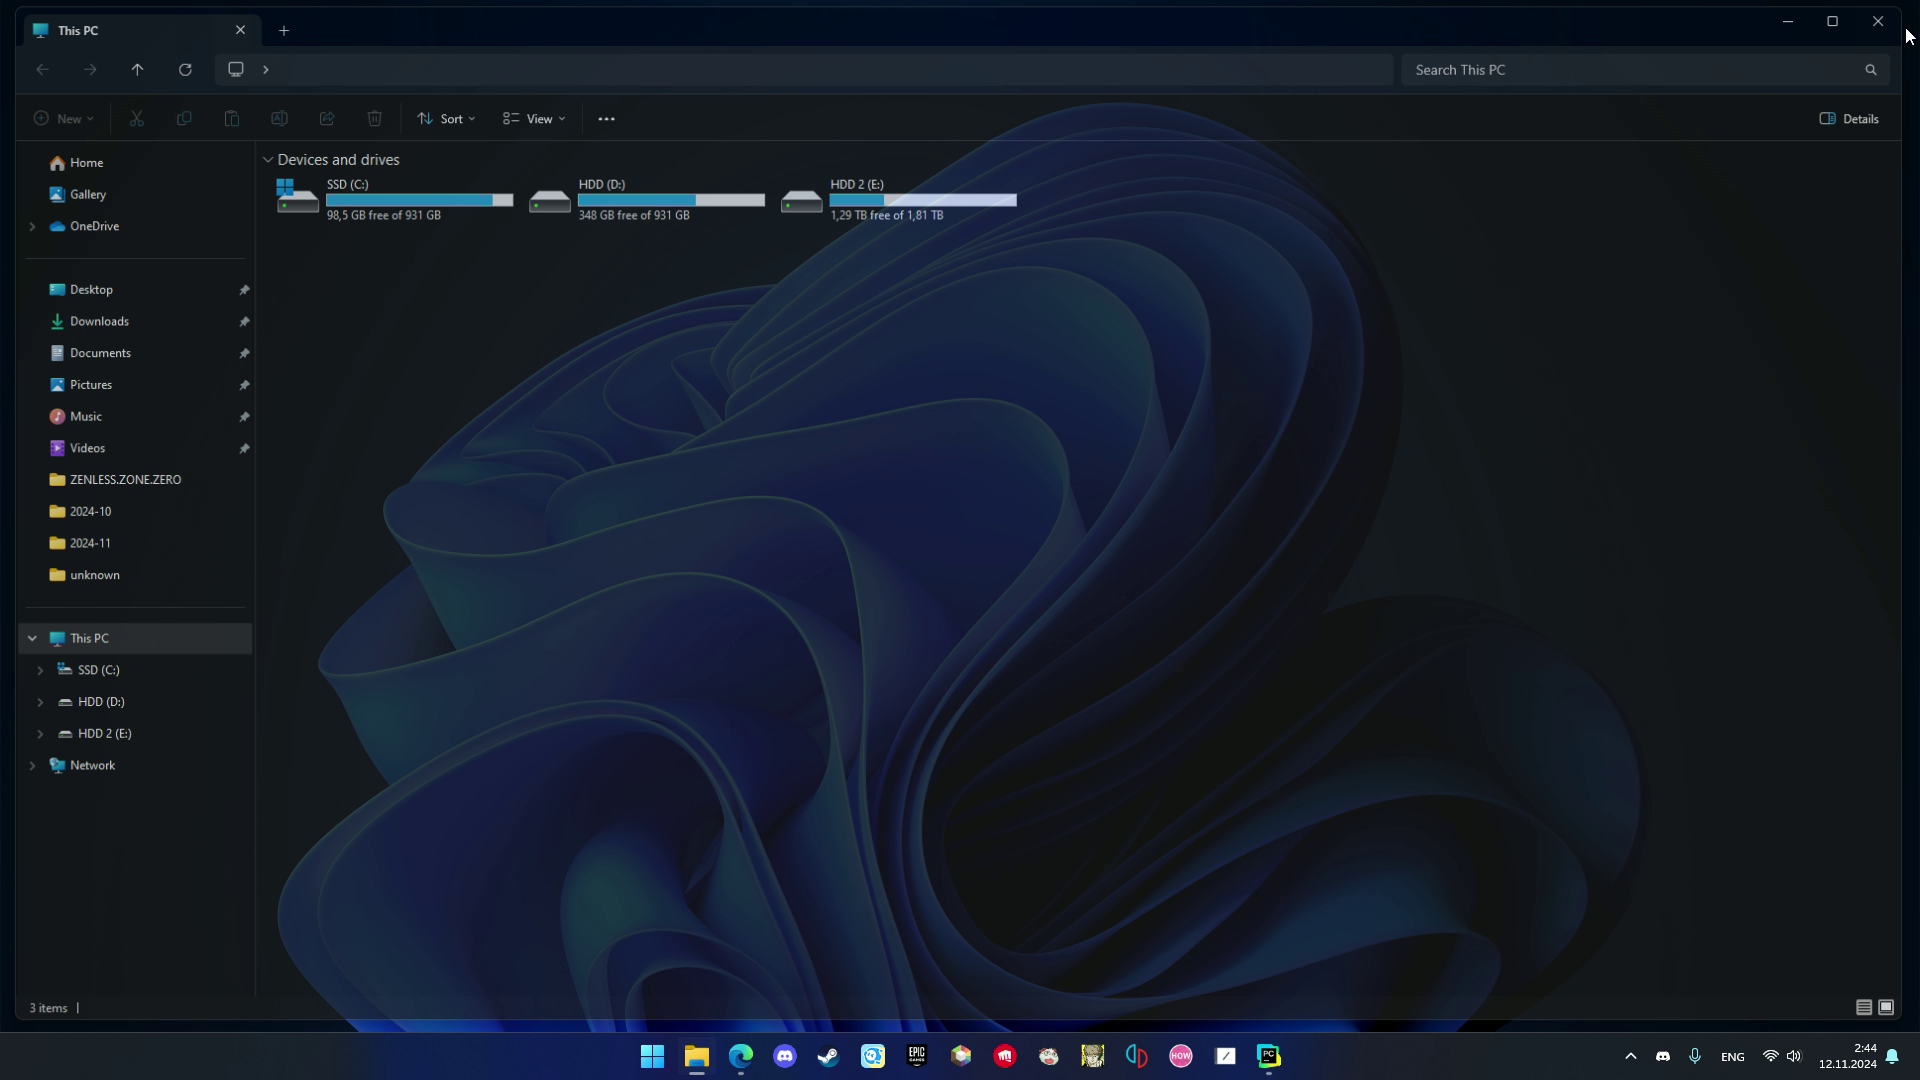 This PC
Search This PC
New
Sort
View
Details
Home
Gallery
OneDrive
Desktop
Downloads
Documents
Pictures
Music
Videos
ZENLESS.ZONE.ZERO
2024-10
2024-11
unknown
This PC
SSD (C:)
HDD (D:)
HDD 2 (E:)
Network
Devices and drives
SSD (C:)
98,5 GB free of 931 GB
HDD (D:)
348 GB free of 931 GB
HDD 2 (E:)
1,29 TB free of 1,81 TB
3 items
EPIC
GAMES
HOW
PC
ENG
2:44
12.11.2024